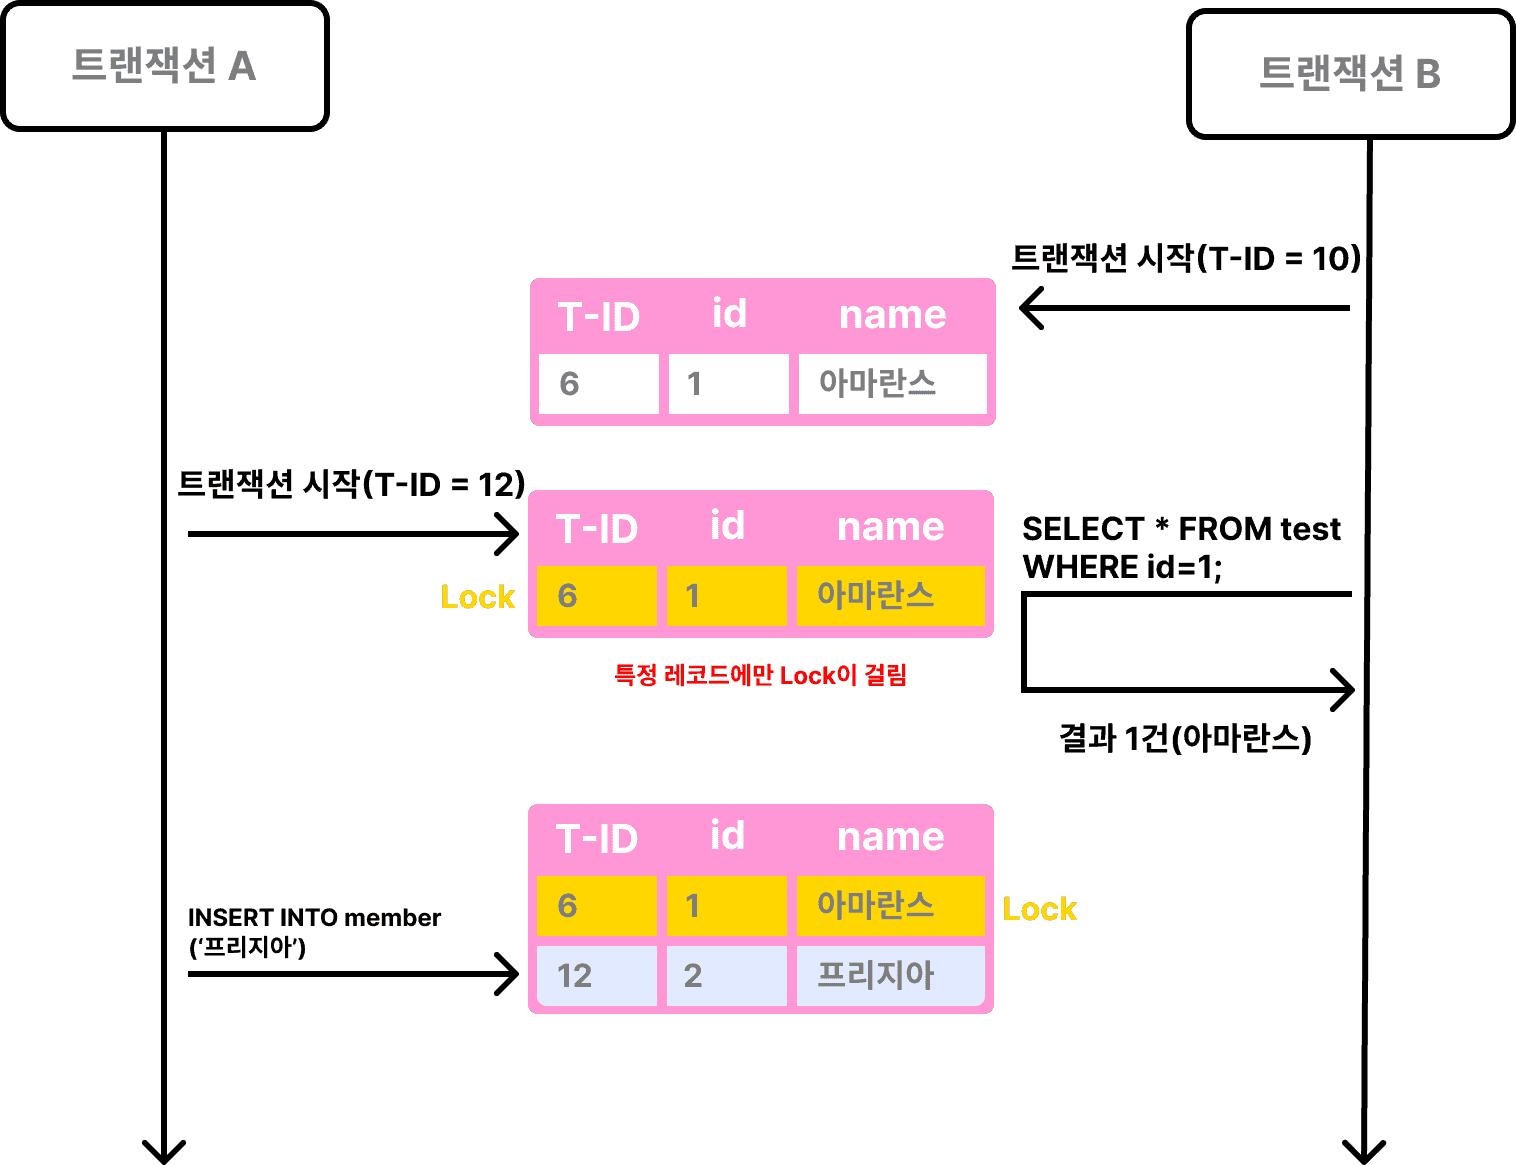 트랜잭션 A
트랜잭션 B
트랜잭션 시작(T-ID = 10)
T-ID id name
6 1 아마란스
트랜잭션 시작(T-ID = 12)
T-ID id name
Lock 6 1 아마란스
SELECT * FROM test
WHERE id=1;
특정 레코드에만 Lock이 걸림
결과 1건(아마란스)
T-ID id name
6 1 아마란스 Lock
INSERT INTO member
(‘프리지아’)
12 2 프리지아